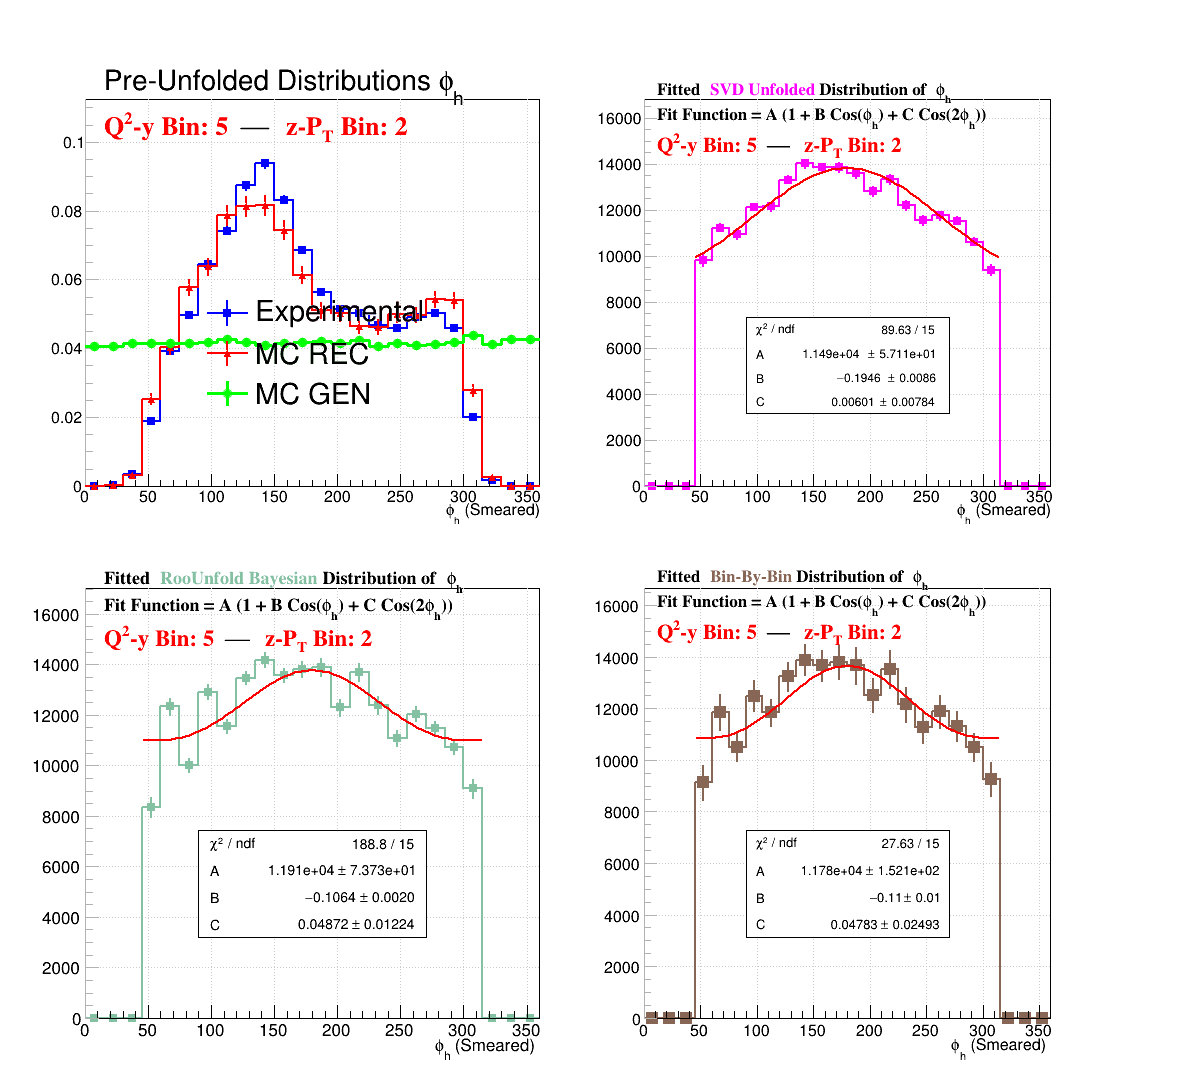 Pre-Unfolded Distributions ϕh
Q2-y Bin: 5 — z-PT Bin: 2
0.1
0.08
0.06
0.04
0.02
0
Experimental
MC REC
MC GEN
0 50 100 150 200 250 300 350
ϕh (Smeared)
Fitted SVD Unfolded Distribution of ϕh
Fit Function = A (1 + B Cos(ϕh) + C Cos(2ϕh))
Q2-y Bin: 5 — z-PT Bin: 2
16000
14000
12000
10000
8000
6000
4000
2000
0
χ2 / ndf 89.63 / 15
A 1.149e+04 ± 5.711e+01
B −0.1946 ± 0.0086
C 0.00601 ± 0.00784
0 50 100 150 200 250 300 350
ϕh (Smeared)
Fitted RooUnfold Bayesian Distribution of ϕh
Fit Function = A (1 + B Cos(ϕh) + C Cos(2ϕh))
Q2-y Bin: 5 — z-PT Bin: 2
16000
14000
12000
10000
8000
6000
4000
2000
0
χ2 / ndf 188.8 / 15
A 1.191e+04 ± 7.373e+01
B −0.1064 ± 0.0020
C 0.04872 ± 0.01224
0 50 100 150 200 250 300 350
ϕh (Smeared)
Fitted Bin-By-Bin Distribution of ϕh
Fit Function = A (1 + B Cos(ϕh) + C Cos(2ϕh))
Q2-y Bin: 5 — z-PT Bin: 2
16000
14000
12000
10000
8000
6000
4000
2000
0
χ2 / ndf 27.63 / 15
A 1.178e+04 ± 1.521e+02
B −0.11 ± 0.01
C 0.04783 ± 0.02493
0 50 100 150 200 250 300 350
ϕh (Smeared)